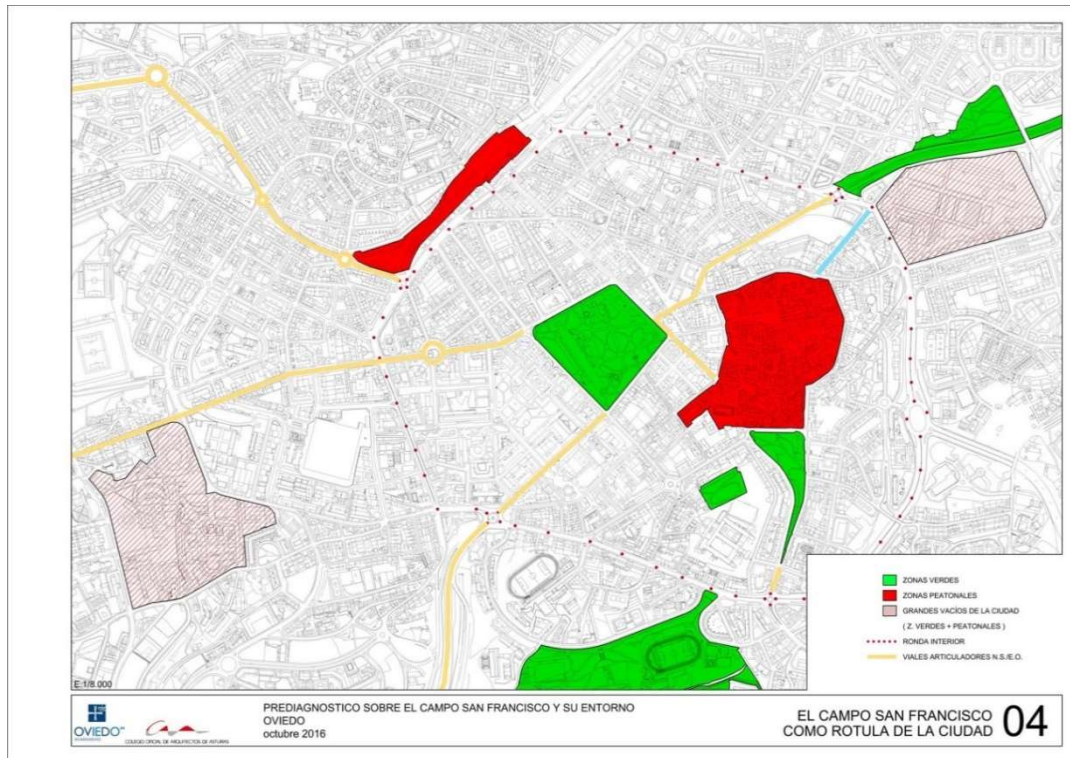 ZONAS VERDES
ZONAS PEATONALES
GRANDES VACÍOS DE LA CIUDAD
( Z. VERDES + PEATONALES )
RONDA INTERIOR
VIALES ARTICULADORES N.S./E.O.
E:1/8.000
OVIEDO
COLEGIO OFICIAL DE ARQUITECTOS DE ASTURIAS
PREDIAGNOSTICO SOBRE EL CAMPO SAN FRANCISCO Y SU ENTORNO
OVIEDO
octubre 2016
EL CAMPO SAN FRANCISCO
COMO ROTULA DE LA CIUDAD
04